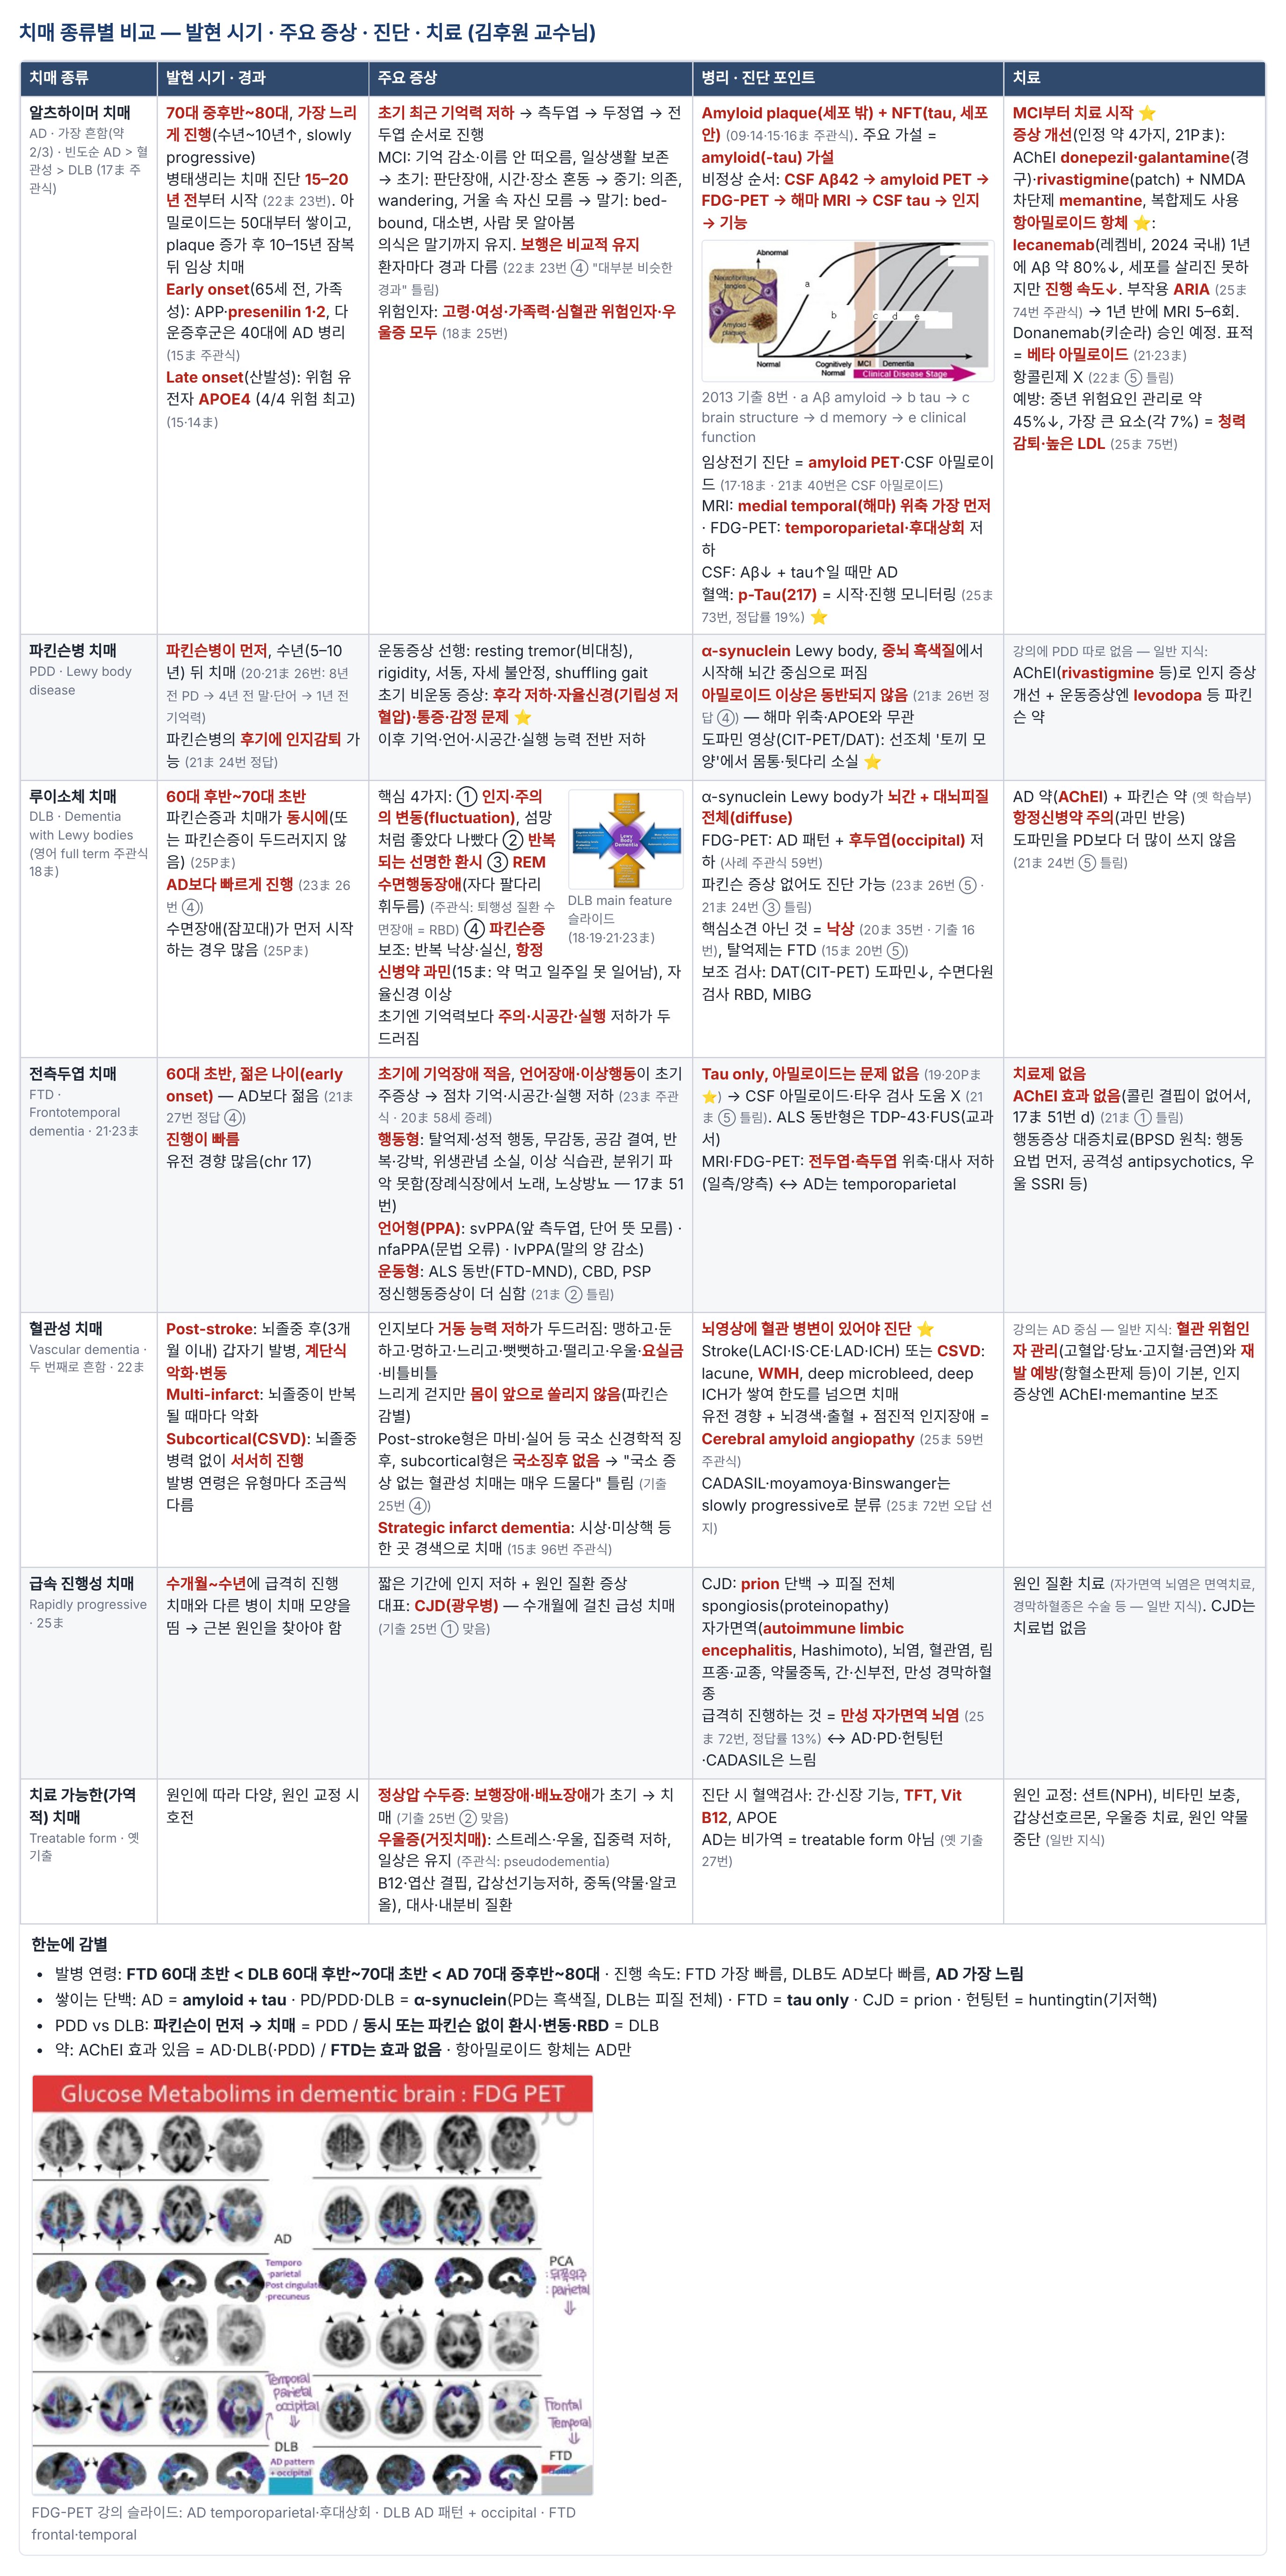 치매 종류별 비교 — 발현 시기 · 주요 증상 · 진단 · 치료 (김후원 교수님)
치매 종류
발현 시기 · 경과
주요 증상
병리 · 진단 포인트
치료
알츠하이머 치매
AD · 가장 흔함(약
2/3) · 빈도순 AD > 혈
관성 > DLB (17ま 주
관식)
70대 중후반~80대, 가장 느리
게 진행(수년~10년↑, slowly
progressive)
병태생리는 치매 진단 15–20
년 전부터 시작 (22ま 23번). 아
밀로이드는 50대부터 쌓이고,
plaque 증가 후 10–15년 잠복
뒤 임상 치매
Early onset(65세 전, 가족
성): APP·presenilin 1·2, 다
운증후군은 40대에 AD 병리
(15ま 주관식)
Late onset(산발성): 위험 유
전자 APOE4 (4/4 위험 최고)
(15·14ま)
초기 최근 기억력 저하 → 측두엽 → 두정엽 → 전
두엽 순서로 진행
MCI: 기억 감소·이름 안 떠오름, 일상생활 보존
→ 초기: 판단장애, 시간·장소 혼동 → 중기: 의존,
wandering, 거울 속 자신 모름 → 말기: bed-
bound, 대소변, 사람 못 알아봄
의식은 말기까지 유지. 보행은 비교적 유지
환자마다 경과 다름 (22ま 23번 ④ "대부분 비슷한
경과" 틀림)
위험인자: 고령·여성·가족력·심혈관 위험인자·우
울증 모두 (18ま 25번)
Amyloid plaque(세포 밖) + NFT(tau, 세포
안) (09·14·15·16ま 주관식). 주요 가설 =
amyloid(-tau) 가설
비정상 순서: CSF Aβ42 → amyloid PET →
FDG-PET → 해마 MRI → CSF tau → 인지
→ 기능
Abnormal
Neurofibrillary
tangles
Amyloid
plaques
a
b
c
d
e
Normal
Cognitively
Normal
MCI
Dementia
Clinical Disease Stage
2013 기출 8번 · a Aβ amyloid → b tau → c
brain structure → d memory → e clinical
function
임상전기 진단 = amyloid PET·CSF 아밀로이
드 (17·18ま · 21ま 40번은 CSF 아밀로이드)
MRI: medial temporal(해마) 위축 가장 먼저
· FDG-PET: temporoparietal·후대상회 저
하
CSF: Aβ↓ + tau↑일 때만 AD
혈액: p-Tau(217) = 시작·진행 모니터링 (25ま
73번, 정답률 19%) ⭐
MCI부터 치료 시작 ⭐
증상 개선(인정 약 4가지, 21Pま):
AChEI donepezil·galantamine(경
구)·rivastigmine(patch) + NMDA
차단제 memantine, 복합제도 사용
항아밀로이드 항체 ⭐:
lecanemab(레켐비, 2024 국내) 1년
에 Aβ 약 80%↓, 세포를 살리진 못하
지만 진행 속도↓. 부작용 ARIA (25ま
74번 주관식) → 1년 반에 MRI 5–6회.
Donanemab(키순라) 승인 예정. 표적
= 베타 아밀로이드 (21·23ま)
항콜린제 X (22ま ⑤ 틀림)
예방: 중년 위험요인 관리로 약
45%↓, 가장 큰 요소(각 7%) = 청력
감퇴·높은 LDL (25ま 75번)
파킨슨병 치매
PDD · Lewy body
disease
파킨슨병이 먼저, 수년(5–10
년) 뒤 치매 (20·21ま 26번: 8년
전 PD → 4년 전 말·단어 → 1년 전
기억력)
파킨슨병의 후기에 인지감퇴 가
능 (21ま 24번 정답)
운동증상 선행: resting tremor(비대칭),
rigidity, 서동, 자세 불안정, shuffling gait
초기 비운동 증상: 후각 저하·자율신경(기립성 저
혈압)·통증·감정 문제 ⭐
이후 기억·언어·시공간·실행 능력 전반 저하
α-synuclein Lewy body, 중뇌 흑색질에서
시작해 뇌간 중심으로 퍼짐
아밀로이드 이상은 동반되지 않음 (21ま 26번 정
답 ④) — 해마 위축·APOE와 무관
도파민 영상(CIT-PET/DAT): 선조체 '토끼 모
양'에서 몸통·뒷다리 소실 ⭐
강의에 PDD 따로 없음 — 일반 지식:
AChEI(rivastigmine 등)로 인지 증상
개선 + 운동증상엔 levodopa 등 파킨
슨 약
루이소체 치매
DLB · Dementia
with Lewy bodies
(영어 full term 주관식
18ま)
60대 후반~70대 초반
파킨슨증과 치매가 동시에(또
는 파킨슨증이 두드러지지 않
음) (25Pま)
AD보다 빠르게 진행 (23ま 26
번 ④)
수면장애(잠꼬대)가 먼저 시작
하는 경우 많음 (25Pま)
핵심 4가지: ① 인지·주의
의 변동(fluctuation), 섬망
처럼 좋았다 나빴다 ② 반복
되는 선명한 환시 ③ REM
수면행동장애(자다 팔다리
휘두름) (주관식: 퇴행성 질환 수
면장애 = RBD) ④ 파킨슨증
보조: 반복 낙상·실신, 항정
신병약 과민(15ま: 약 먹고 일주일 못 일어남), 자
율신경 이상
초기엔 기억력보다 주의·시공간·실행 저하가 두
드러짐
Lewy
Body
Dementia
DLB main feature
슬라이드
(18·19·21·23ま)
α-synuclein Lewy body가 뇌간 + 대뇌피질
전체(diffuse)
FDG-PET: AD 패턴 + 후두엽(occipital) 저
하 (사례 주관식 59번)
파킨슨 증상 없어도 진단 가능 (23ま 26번 ⑤ ·
21ま 24번 ③ 틀림)
핵심소견 아닌 것 = 낙상 (20ま 35번 · 기출 16
번), 탈억제는 FTD (15ま 20번 ⑤)
보조 검사: DAT(CIT-PET) 도파민↓, 수면다원
검사 RBD, MIBG
AD 약(AChEI) + 파킨슨 약 (옛 학습부)
항정신병약 주의(과민 반응)
도파민을 PD보다 더 많이 쓰지 않음
(21ま 24번 ⑤ 틀림)
전측두엽 치매
FTD ·
Frontotemporal
dementia · 21·23ま
60대 초반, 젊은 나이(early
onset) — AD보다 젊음 (21ま
27번 정답 ④)
진행이 빠름
유전 경향 많음(chr 17)
초기에 기억장애 적음, 언어장애·이상행동이 초기
주증상 → 점차 기억·시공간·실행 저하 (23ま 주관
식 · 20ま 58세 증례)
행동형: 탈억제·성적 행동, 무감동, 공감 결여, 반
복·강박, 위생관념 소실, 이상 식습관, 분위기 파
악 못함(장례식장에서 노래, 노상방뇨 — 17ま 51
번)
언어형(PPA): svPPA(앞 측두엽, 단어 뜻 모름) ·
nfaPPA(문법 오류) · lvPPA(말의 양 감소)
운동형: ALS 동반(FTD-MND), CBD, PSP
정신행동증상이 더 심함 (21ま ② 틀림)
Tau only, 아밀로이드는 문제 없음 (19·20Pま
⭐) → CSF 아밀로이드·타우 검사 도움 X (21
ま ⑤ 틀림). ALS 동반형은 TDP-43·FUS(교과
서)
MRI·FDG-PET: 전두엽·측두엽 위축·대사 저하
(일측/양측) ↔ AD는 temporoparietal
치료제 없음
AChEI 효과 없음(콜린 결핍이 없어서,
17ま 51번 d) (21ま ① 틀림)
행동증상 대증치료(BPSD 원칙: 행동
요법 먼저, 공격성 antipsychotics, 우
울 SSRI 등)
혈관성 치매
Vascular dementia ·
두 번째로 흔함 · 22ま
Post-stroke: 뇌졸중 후(3개
월 이내) 갑자기 발병, 계단식
악화·변동
Multi-infarct: 뇌졸중이 반복
될 때마다 악화
Subcortical(CSVD): 뇌졸중
병력 없이 서서히 진행
발병 연령은 유형마다 조금씩
다름
인지보다 거동 능력 저하가 두드러짐: 맹하고·둔
하고·멍하고·느리고·뻣뻣하고·떨리고·우울·요실금
·비틀비틀
느리게 걷지만 몸이 앞으로 쏠리지 않음(파킨슨
감별)
Post-stroke형은 마비·실어 등 국소 신경학적 징
후, subcortical형은 국소징후 없음 → "국소 증
상 없는 혈관성 치매는 매우 드물다" 틀림 (기출
25번 ④)
Strategic infarct dementia: 시상·미상핵 등
한 곳 경색으로 치매 (15ま 96번 주관식)
뇌영상에 혈관 병변이 있어야 진단 ⭐
Stroke(LACI·IS·CE·LAD·ICH) 또는 CSVD:
lacune, WMH, deep microbleed, deep
ICH가 쌓여 한도를 넘으면 치매
유전 경향 + 뇌경색·출혈 + 점진적 인지장애 =
Cerebral amyloid angiopathy (25ま 59번
주관식)
CADASIL·moyamoya·Binswanger는
slowly progressive로 분류 (25ま 72번 오답 선
지)
강의는 AD 중심 — 일반 지식: 혈관 위험인
자 관리(고혈압·당뇨·고지혈·금연)와 재
발 예방(항혈소판제 등)이 기본, 인지
증상엔 AChEI·memantine 보조
급속 진행성 치매
Rapidly progressive
· 25ま
수개월~수년에 급격히 진행
치매와 다른 병이 치매 모양을
띔 → 근본 원인을 찾아야 함
짧은 기간에 인지 저하 + 원인 질환 증상
대표: CJD(광우병) — 수개월에 걸친 급성 치매
(기출 25번 ① 맞음)
CJD: prion 단백 → 피질 전체
spongiosis(proteinopathy)
자가면역(autoimmune limbic
encephalitis, Hashimoto), 뇌염, 혈관염, 림
프종·교종, 약물중독, 간·신부전, 만성 경막하혈
종
급격히 진행하는 것 = 만성 자가면역 뇌염 (25
ま 72번, 정답률 13%) ↔ AD·PD·헌팅턴
·CADASIL은 느림
원인 질환 치료 (자가면역 뇌염은 면역치료,
경막하혈종은 수술 등 — 일반 지식). CJD는
치료법 없음
치료 가능한(가역
적) 치매
Treatable form · 옛
기출
원인에 따라 다양, 원인 교정 시
호전
정상압 수두증: 보행장애·배뇨장애가 초기 → 치
매 (기출 25번 ② 맞음)
우울증(거짓치매): 스트레스·우울, 집중력 저하,
일상은 유지 (주관식: pseudodementia)
B12·엽산 결핍, 갑상선기능저하, 중독(약물·알코
올), 대사·내분비 질환
진단 시 혈액검사: 간·신장 기능, TFT, Vit
B12, APOE
AD는 비가역 = treatable form 아님 (옛 기출
27번)
원인 교정: 션트(NPH), 비타민 보충,
갑상선호르몬, 우울증 치료, 원인 약물
중단 (일반 지식)
한눈에 감별
• 발병 연령: FTD 60대 초반 < DLB 60대 후반~70대 초반 < AD 70대 중후반~80대 · 진행 속도: FTD 가장 빠름, DLB도 AD보다 빠름, AD 가장 느림
• 쌓이는 단백: AD = amyloid + tau · PD/PDD·DLB = α-synuclein(PD는 흑색질, DLB는 피질 전체) · FTD = tau only · CJD = prion · 헌팅턴 = huntingtin(기저핵)
• PDD vs DLB: 파킨슨이 먼저 → 치매 = PDD / 동시 또는 파킨슨 없이 환시·변동·RBD = DLB
• 약: AChEI 효과 있음 = AD·DLB(·PDD) / FTD는 효과 없음 · 항아밀로이드 항체는 AD만
Glucose Metabolims in dementic brain : FDG PET
AD
Temporo
-parietal
Post cingulate
-precuneus
PCA
: parietal
Temporal
Parietal
occipital
DLB
AD pattern
+ occipital
Frontal
Temporal
FTD
FDG-PET 강의 슬라이드: AD temporoparietal·후대상회 · DLB AD 패턴 + occipital · FTD
frontal·temporal